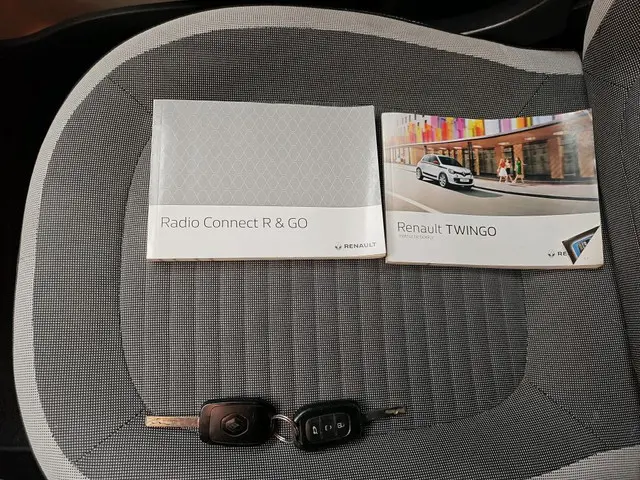 Radio Connect R & GO
RENAULT
Renault TWINGO